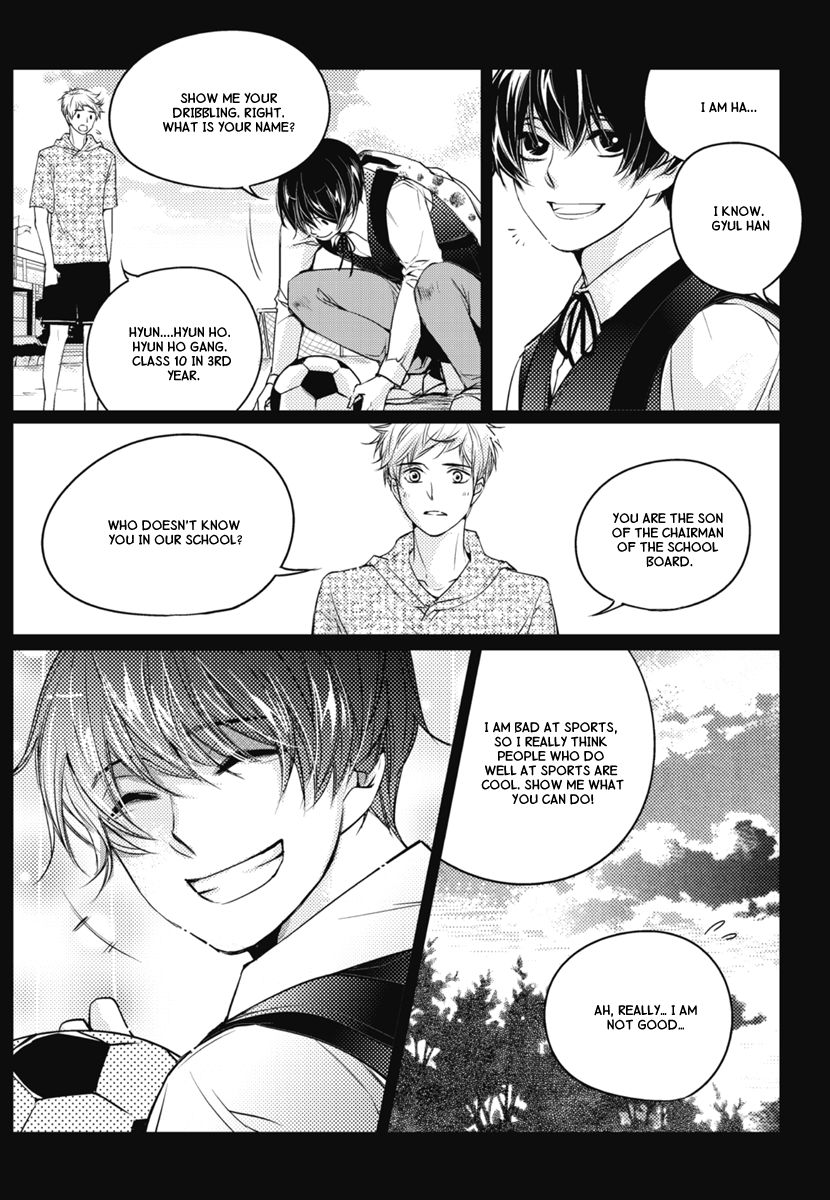 SHOW ME YOUR
DRIBBLING. RIGHT.
WHAT IS YOUR NAME?
HYUN....HYUN HO.
HYUN HO GANG.
CLASS 10 IN 3RD
YEAR.
I AM HA...
I KNOW.
GYUL HAN
WHO DOESN'T KNOW
YOU IN OUR SCHOOL?
YOU ARE THE SON
OF THE CHAIRMAN
OF THE SCHOOL
BOARD.
I AM BAD AT SPORTS,
SO I REALLY THINK
PEOPLE WHO DO
WELL AT SPORTS ARE
COOL. SHOW ME WHAT
YOU CAN DO!
AH, REALLY... I AM
NOT GOOD...